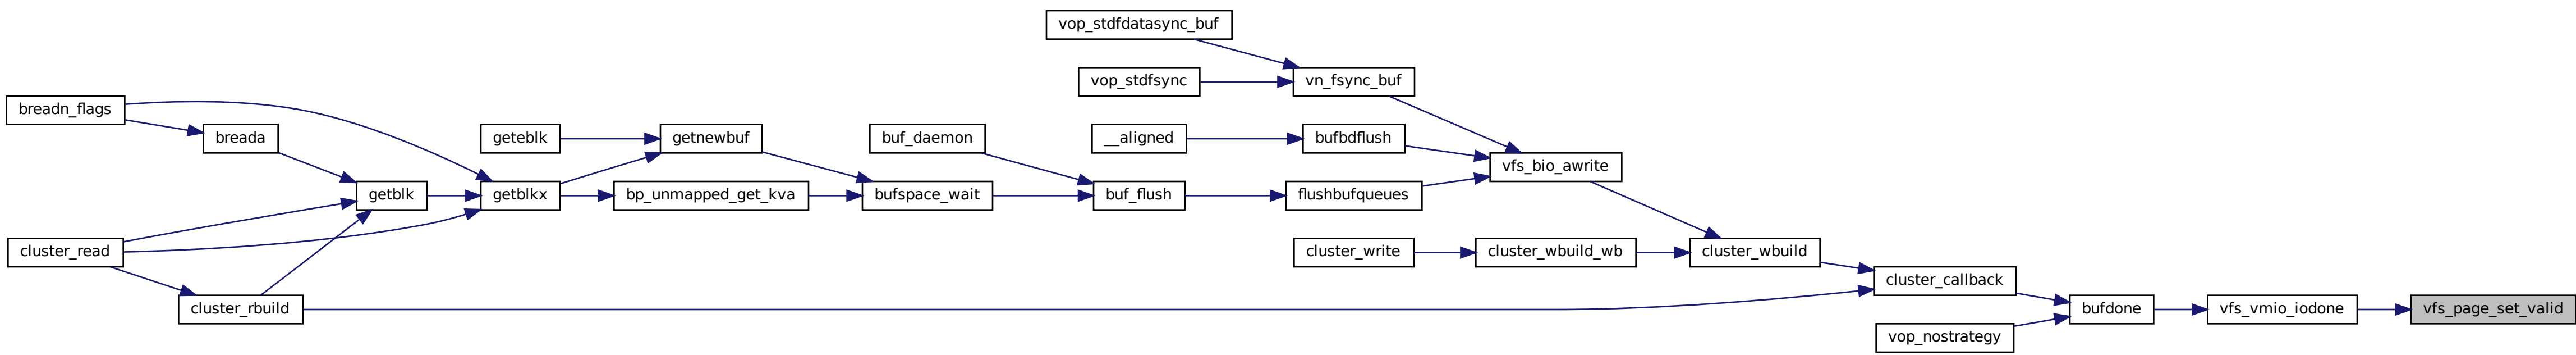 vop_stdfdatasync_buf
vop_stdfsync
vn_fsync_buf
breadn_flags
breada
geteblk
getnewbuf
buf_daemon
__aligned
bufbdflush
vfs_bio_awrite
getblk
getblkx
bp_unmapped_get_kva
bufspace_wait
buf_flush
flushbufqueues
cluster_read
cluster_write
cluster_wbuild_wb
cluster_wbuild
cluster_callback
cluster_rbuild
bufdone
vfs_vmio_iodone
vfs_page_set_valid
vop_nostrategy